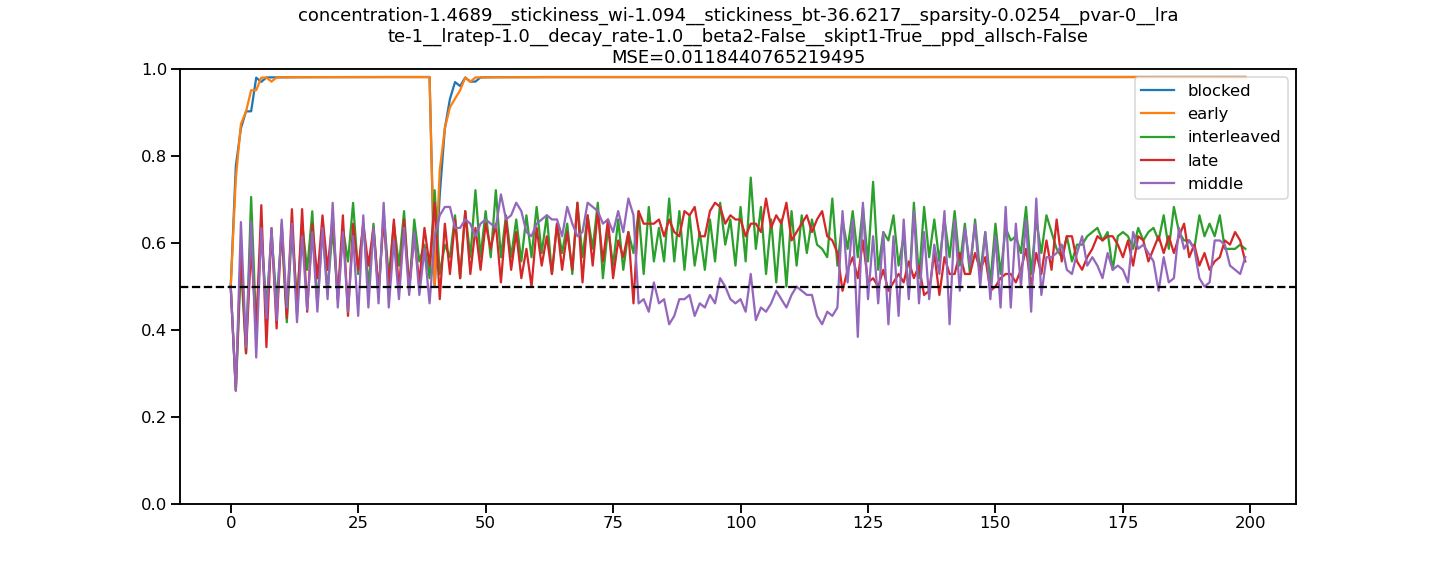 concentration-1.4689__stickiness_wi-1.094__stickiness_bt-36.6217__sparsity-0.0254__pvar-0__lra
te-1__lratep-1.0__decay_rate-1.0__beta2-False__skipt1-True__ppd_allsch-False
MSE=0.0118440765219495
1.0
0.8
0.6
0.4
0.2
0.0
blocked
early
interleaved
late
middle
0 25 50 75 100 125 150 175 200